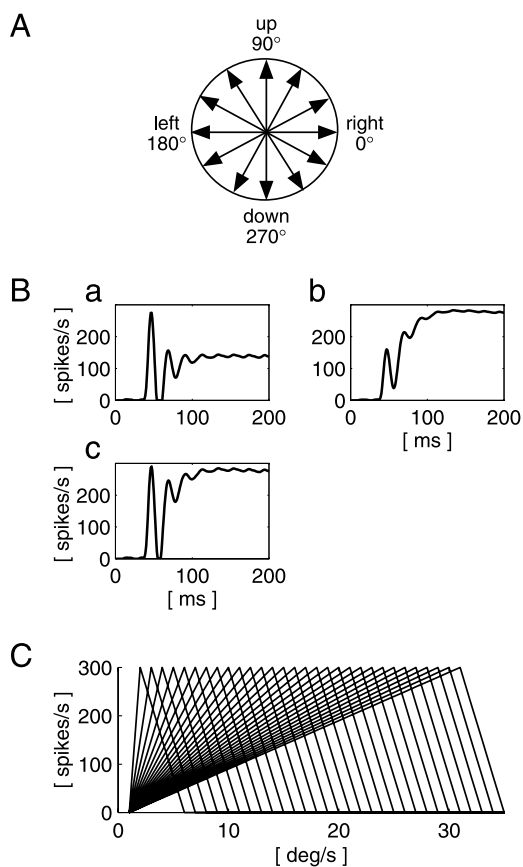 A
up
90°
left
180°
right
0°
down
270°
B
a
[ spikes/s ]
200
100
0
0 100 200
b
200
100
0
0 100 200
[ ms ]
c
[ spikes/s ]
200
100
0
0 100 200
[ ms ]
C
[ spikes/s ]
300
200
100
0
0 10 20 30
[ deg/s ]